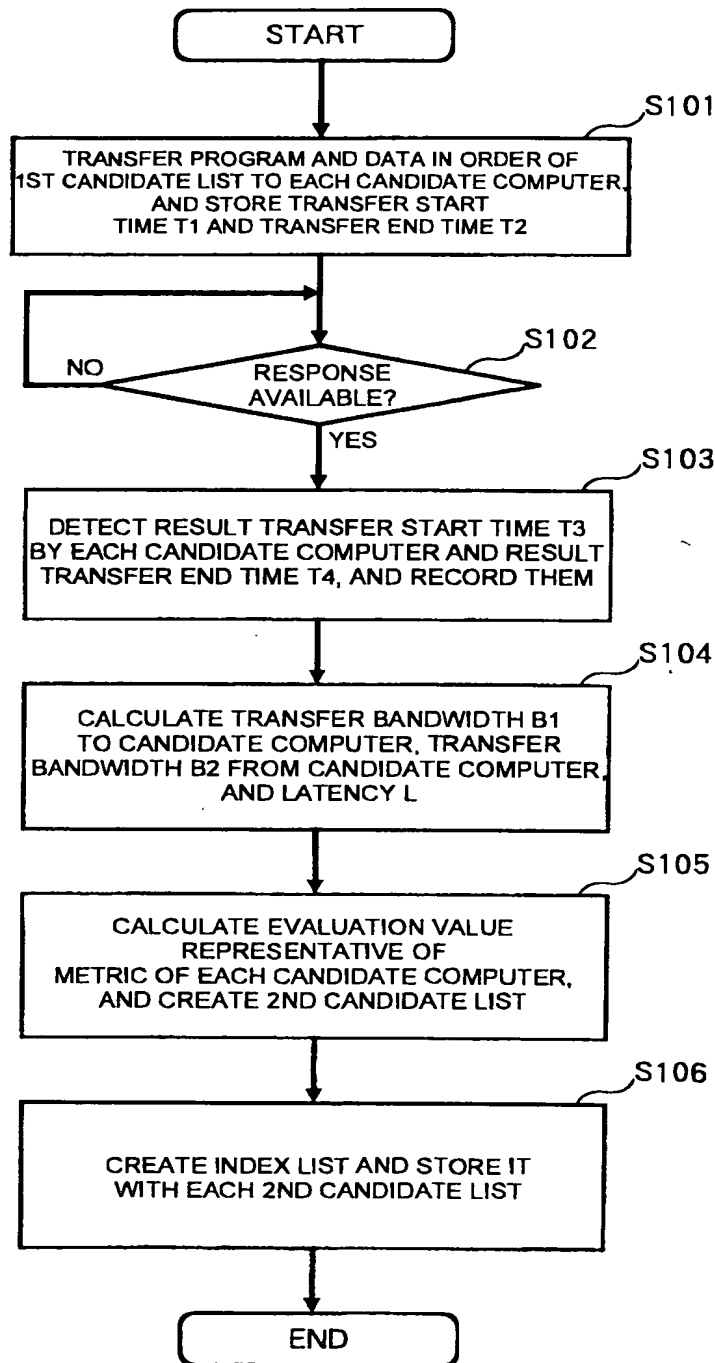 START
S101
TRANSFER PROGRAM AND DATA IN ORDER OF
1ST CANDIDATE LIST TO EACH CANDIDATE COMPUTER,
AND STORE TRANSFER START
TIME T1 AND TRANSFER END TIME T2
S102
NO
RESPONSE
AVAILABLE?
YES
S103
DETECT RESULT TRANSFER START TIME T3
BY EACH CANDIDATE COMPUTER AND RESULT
TRANSFER END TIME T4, AND RECORD THEM
S104
CALCULATE TRANSFER BANDWIDTH B1
TO CANDIDATE COMPUTER, TRANSFER
BANDWIDTH B2 FROM CANDIDATE COMPUTER,
AND LATENCY L
S105
CALCULATE EVALUATION VALUE
REPRESENTATIVE OF
METRIC OF EACH CANDIDATE COMPUTER,
AND CREATE 2ND CANDIDATE LIST
S106
CREATE INDEX LIST AND STORE IT
WITH EACH 2ND CANDIDATE LIST
END